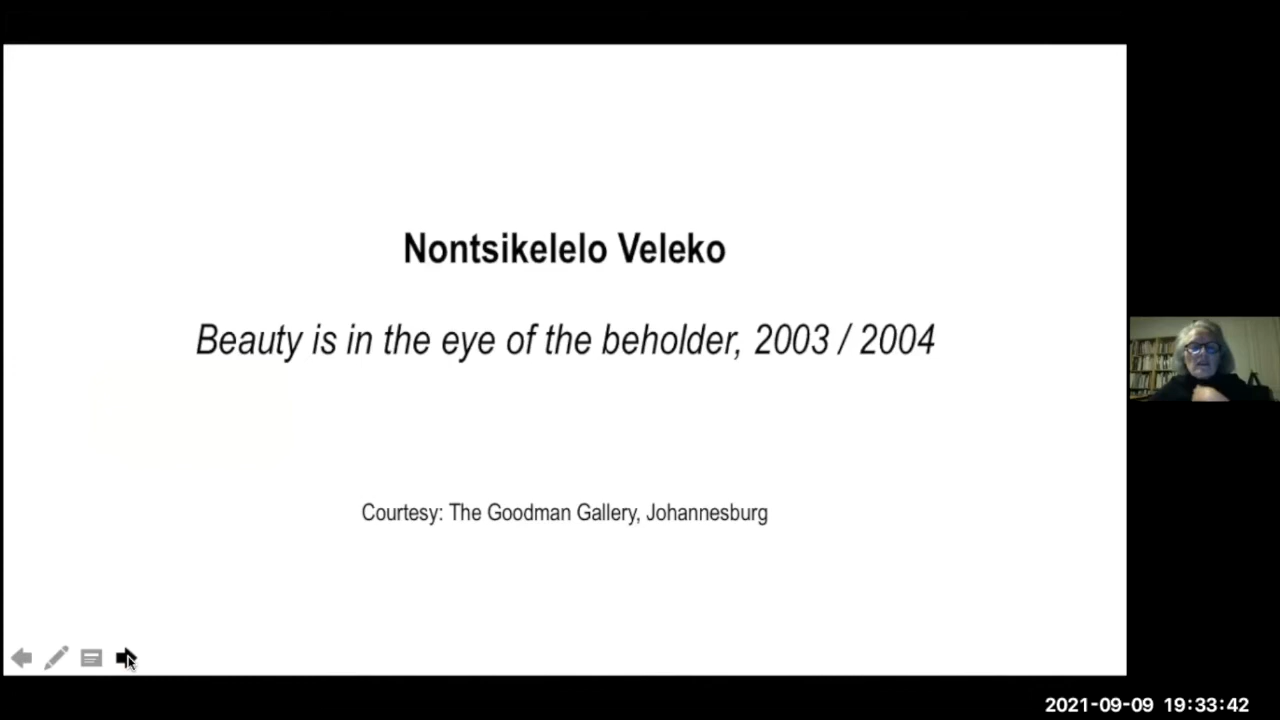 Nontsikelelo Veleko
Beauty is in the eye of the beholder, 2003 / 2004
Courtesy: The Goodman Gallery, Johannesburg
2021-09-09 19:33:42